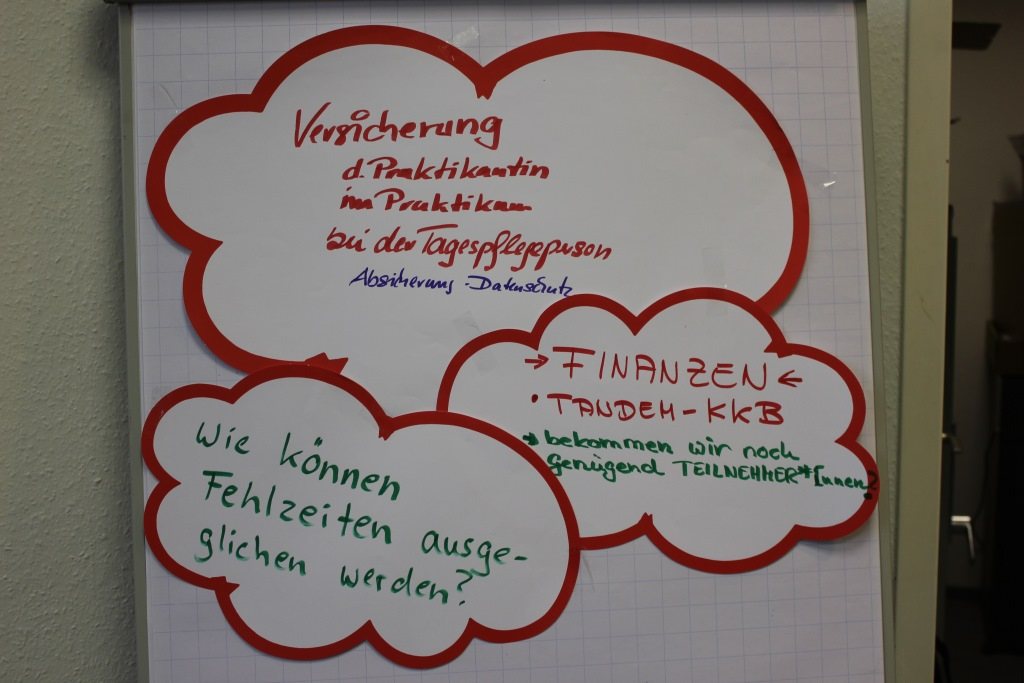 Versicherung
d. Praktikantin
im Praktikum
bei der Tagespflegeperson
Absicherung - Datenschutz
→ FINANZEN ←
• TANDEM - KKB
→ bekommen wir noch
genügend TEILNEHMER*Innen?
Wie können
Fehlzeiten ausge-
glichen werden?